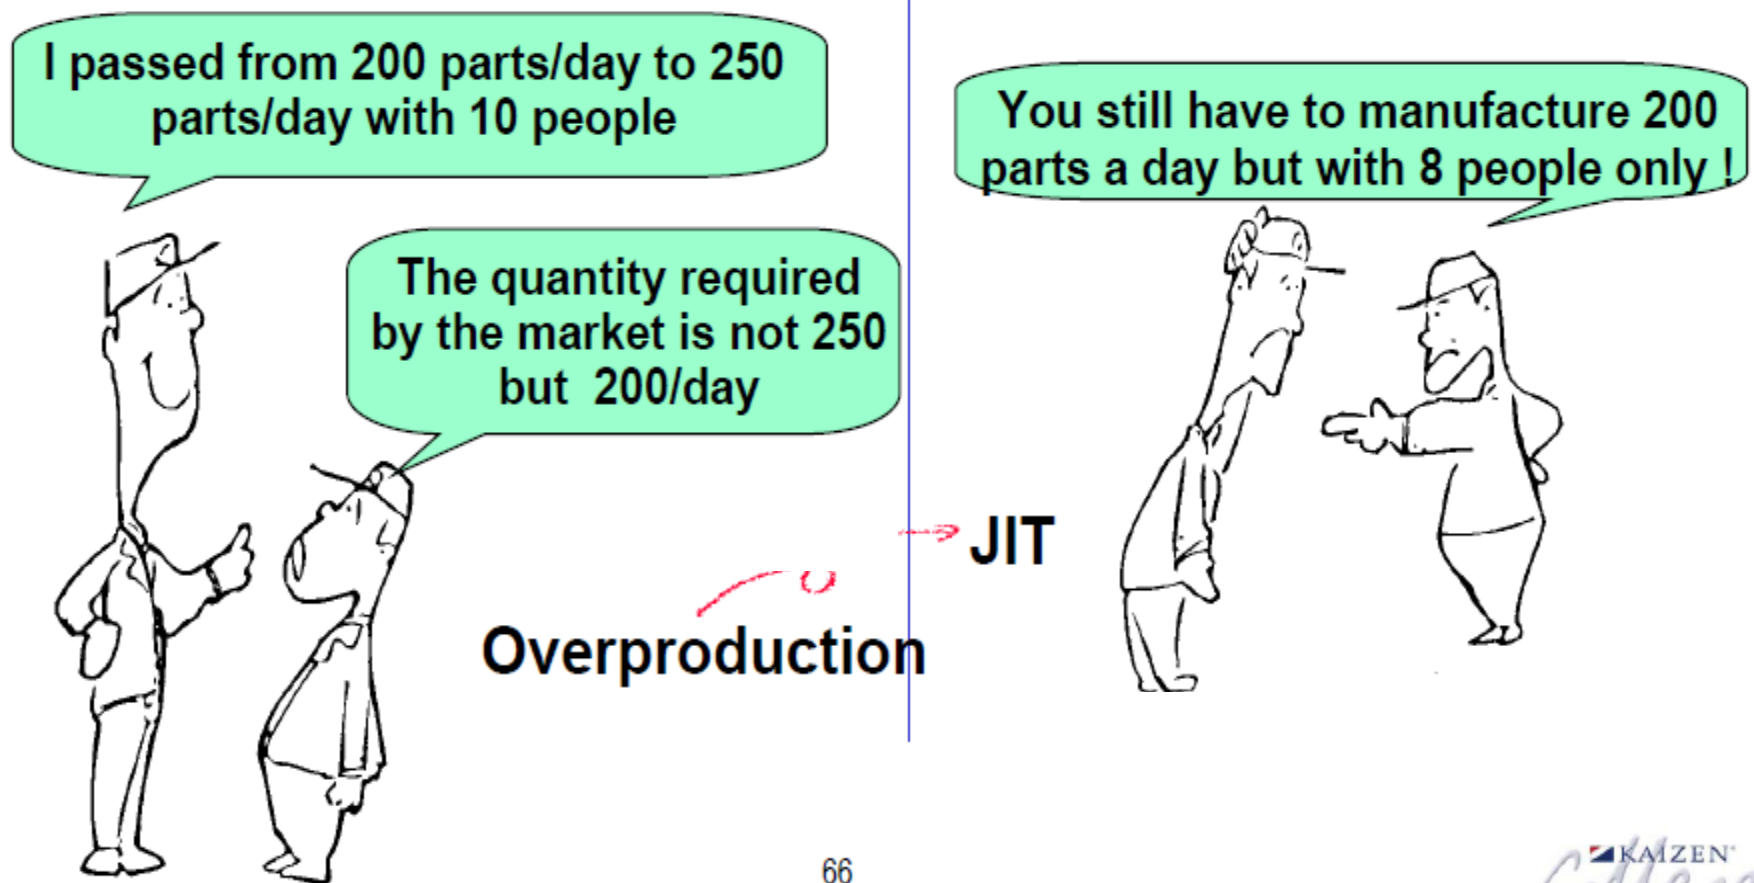 I passed from 200 parts/day to 250
parts/day with 10 people
The quantity required
by the market is not 250
but 200/day
Overproduction
You still have to manufacture 200
parts a day but with 8 people only !
JIT
66
KAIZEN